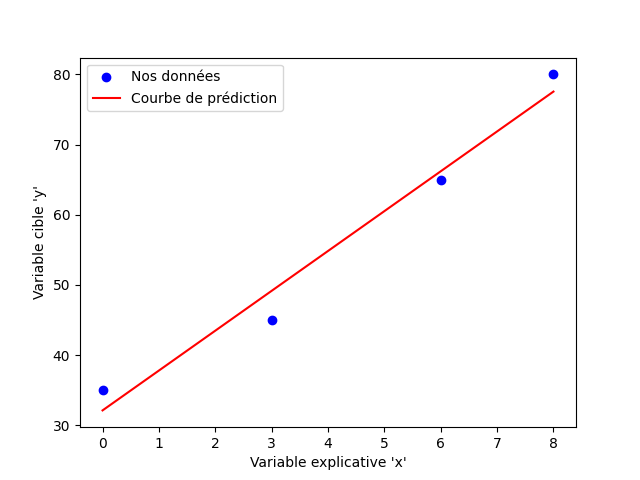 Nos données
Courbe de prédiction
80
70
60
50
40
30
Variable cible 'y'
0 1 2 3 4 5 6 7 8
Variable explicative 'x'